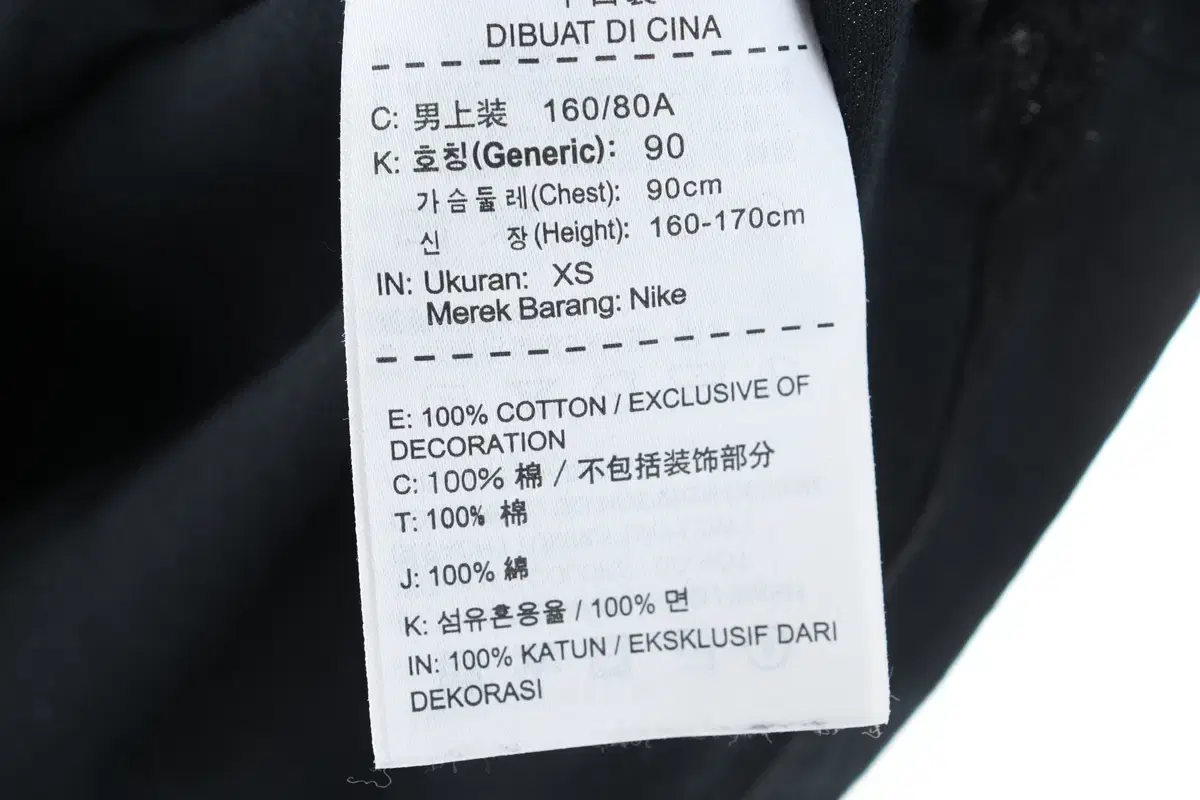 DIBUAT DI CINA
C: 男上装 160/80A
K: 호칭(Generic): 90
가슴둘레(Chest): 90cm
신 장(Height): 160-170cm
IN: Ukuran: XS
Merek Barang: Nike
E: 100% COTTON / EXCLUSIVE OF
DECORATION
C: 100% 棉 / 不包括装饰部分
T: 100% 棉
J: 100% 綿
K: 섬유혼용율 / 100% 면
IN: 100% KATUN / EKSKLUSIF DARI
DEKORASI